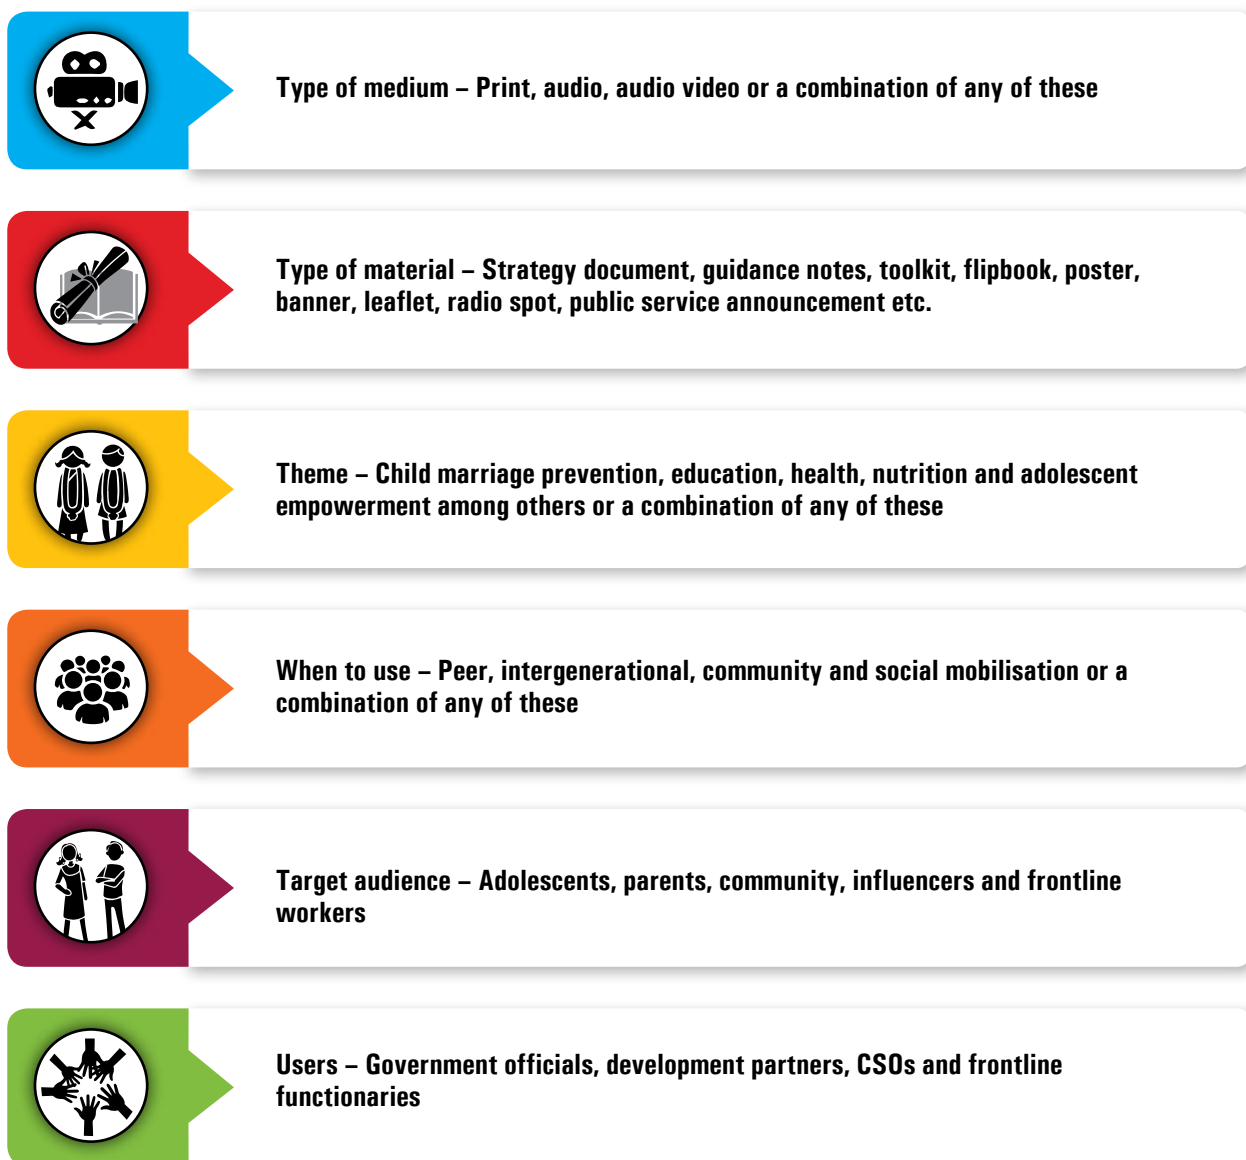 Type of medium – Print, audio, audio video or a combination of any of these
Type of material – Strategy document, guidance notes, toolkit, flipbook, poster,
banner, leaflet, radio spot, public service announcement etc.
Theme – Child marriage prevention, education, health, nutrition and adolescent
empowerment among others or a combination of any of these
When to use – Peer, intergenerational, community and social mobilisation or a
combination of any of these
Target audience – Adolescents, parents, community, influencers and frontline
workers
Users – Government officials, development partners, CSOs and frontline
functionaries